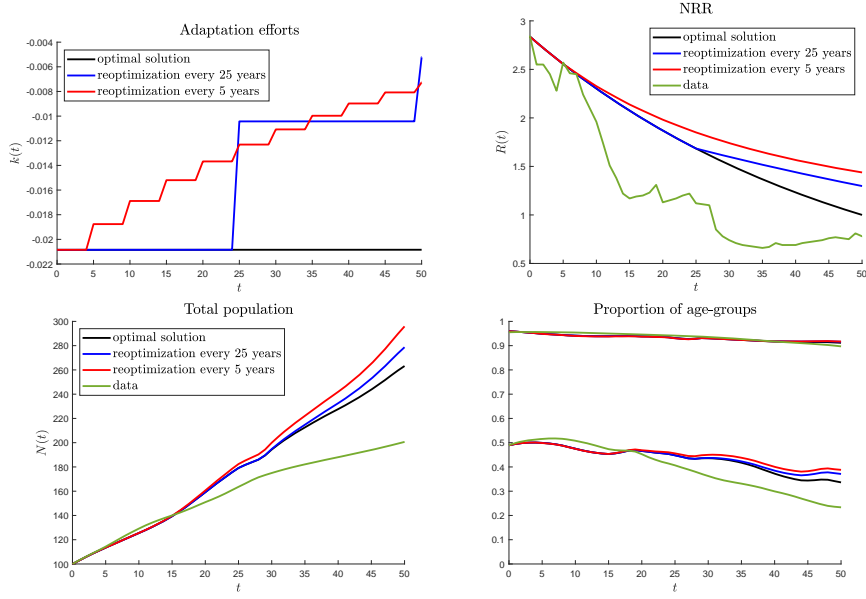 Adaptation efforts
-0.004
-0.006
-0.008
-0.01
-0.012
-0.014
-0.016
-0.018
-0.02
-0.022
k(t)
optimal solution
reoptimization every 25 years
reoptimization every 5 years
0 5 10 15 20 25 30 35 40 45 50
t
NRR
3
2.5
2
1.5
1
0.5
R(t)
optimal solution
reoptimization every 25 years
reoptimization every 5 years
data
0 5 10 15 20 25 30 35 40 45 50
t
Total population
300
280
260
240
220
200
180
160
140
120
100
N(t)
optimal solution
reoptimization every 25 years
reoptimization every 5 years
data
0 5 10 15 20 25 30 35 40 45 50
t
Proportion of age-groups
1
0.9
0.8
0.7
0.6
0.5
0.4
0.3
0.2
0.1
0
0 5 10 15 20 25 30 35 40 45 50
t